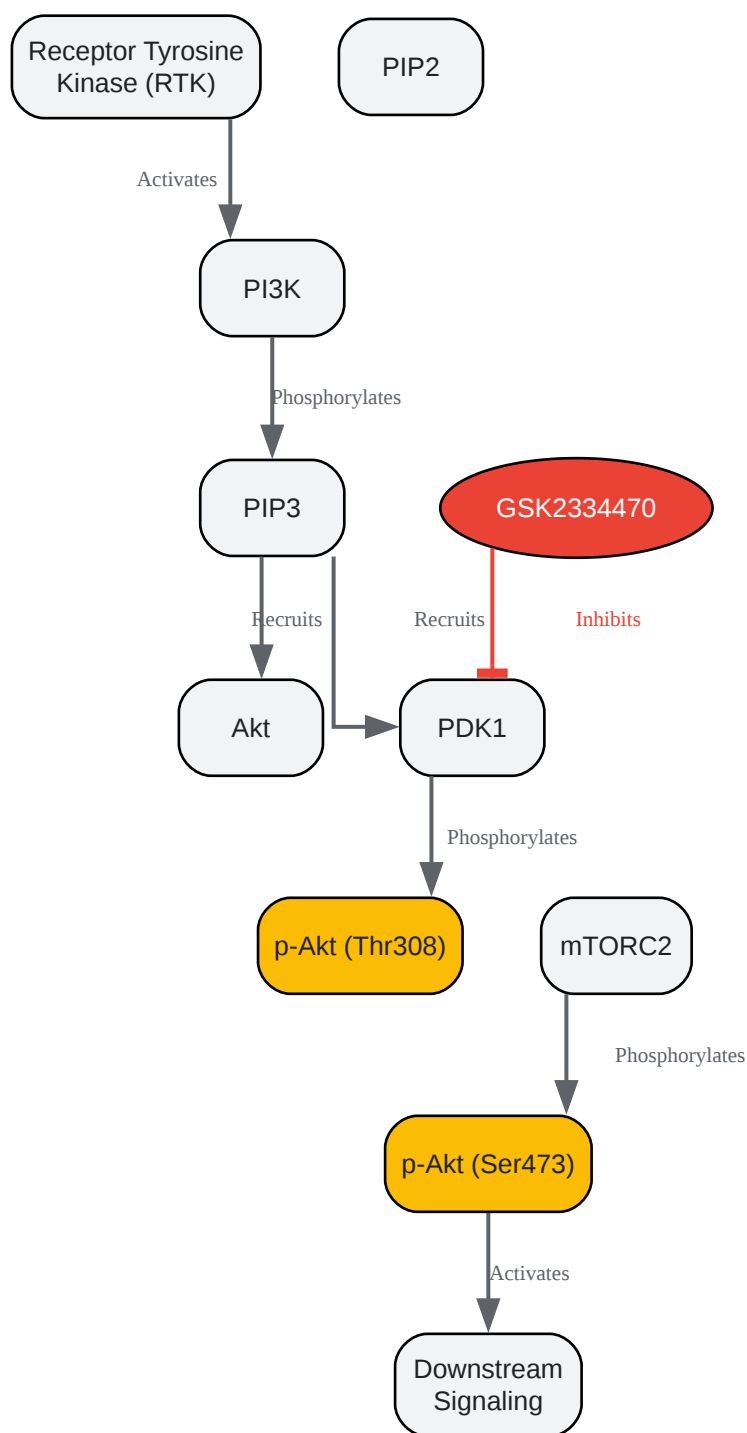 Receptor Tyrosine
Kinase (RTK)
PIP2
Activates
PI3K
Phosphorylates
PIP3
GSK2334470
Recruits
Recruits
Inhibits
Akt
PDK1
Phosphorylates
p-Akt (Thr308)
mTORC2
Phosphorylates
p-Akt (Ser473)
Activates
Downstream
Signaling